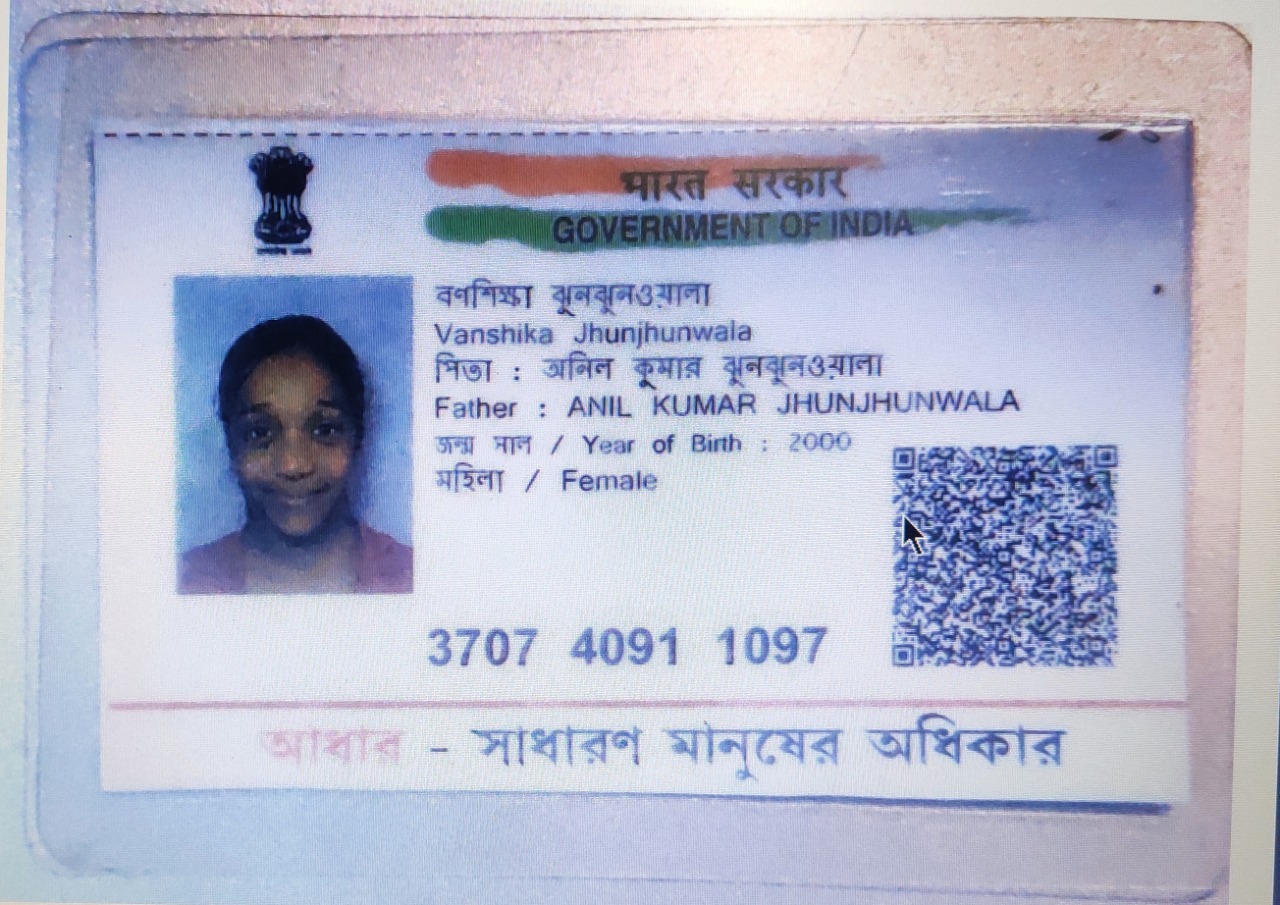 भारत सरकार
GOVERNMENT OF INDIA
ঝুনঝুনওয়ালা
Vanshika Jhunjhunwala
পিতা : অনিল কুমার ঝুনঝুনওয়ালা
Father : ANIL KUMAR JHUNJHUNWALA
জন্ম সাল / Year of Birth : 2000
মহিলা / Female
3707 4091 1097
আধার - সাধারণ মানুষের অধিকার